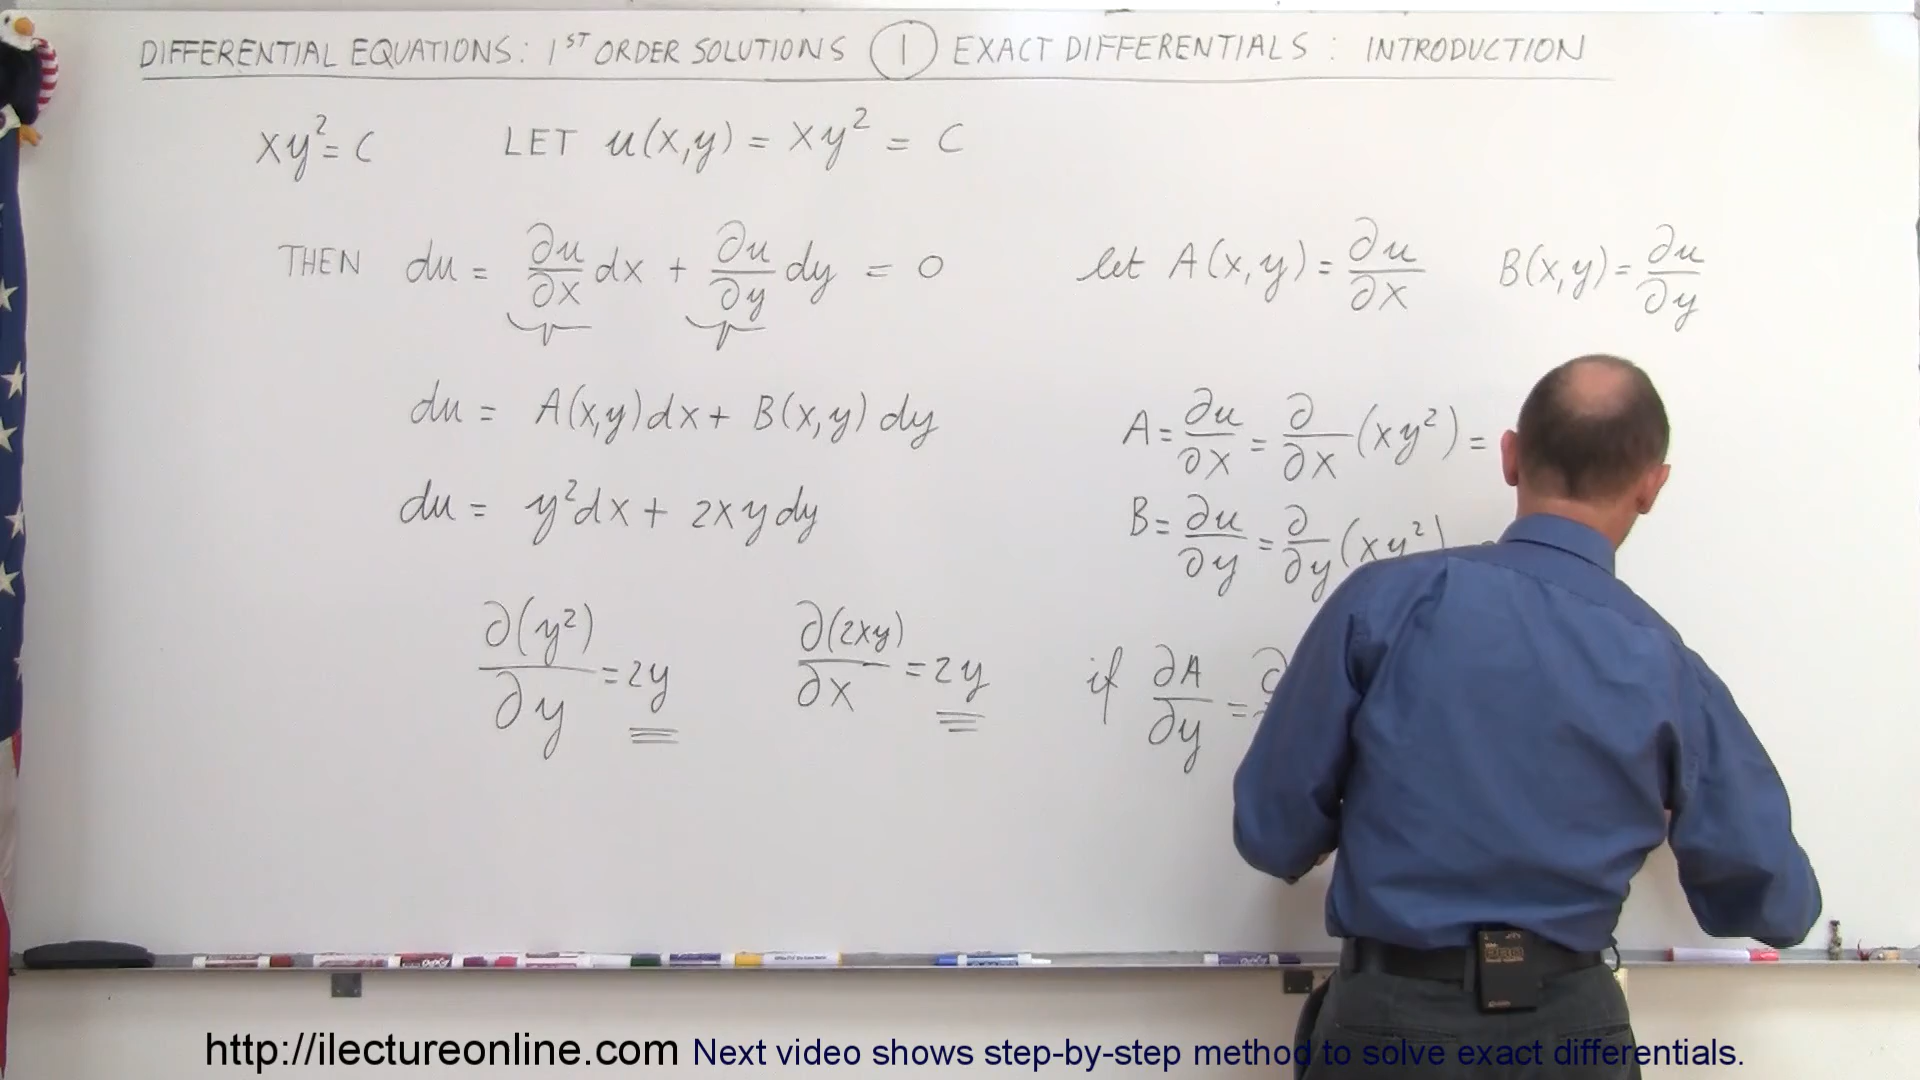 DIFFERENTIAL EQUATIONS: 1ST ORDER SOLUTIONS ① EXACT DIFFERENTIALS: INTRODUCTION
xy² = C LET u(x,y) = xy² = C
THEN du = ∂u/∂x dx + ∂u/∂y dy = 0 let A(x,y) = ∂u/∂x B(x,y) = ∂u/∂y
du = A(x,y)dx + B(x,y) dy A = ∂u/∂x = ∂/∂x (xy²) =
du = y²dx + 2xydy B = ∂u/∂y = ∂/∂y (xy²)
∂(y²)/∂y = 2y ∂(2xy)/∂x = 2y if ∂A/∂y = ∂
http://ilectureonline.com Next video shows step-by-step method to solve exact differentials.